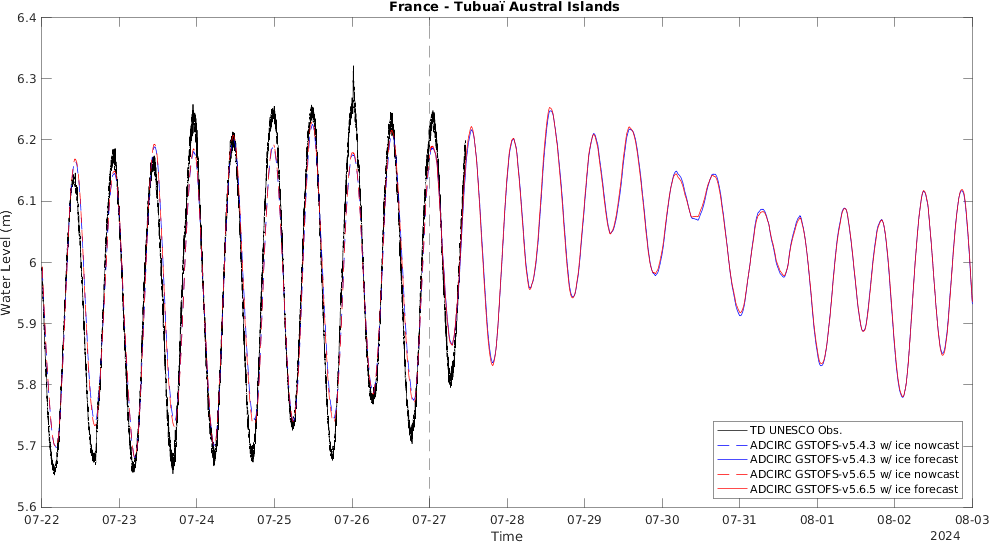 France - Tubuaï Austral Islands
6.4
6.3
6.2
6.1
6
5.9
5.8
5.7
5.6
Water Level (m)
TD UNESCO Obs.
ADCIRC GSTOFS-v5.4.3 w/ ice nowcast
ADCIRC GSTOFS-v5.4.3 w/ ice forecast
ADCIRC GSTOFS-v5.6.5 w/ ice nowcast
ADCIRC GSTOFS-v5.6.5 w/ ice forecast
07-22 07-23 07-24 07-25 07-26 07-27 07-28 07-29 07-30 07-31 08-01 08-02 08-03
Time
2024